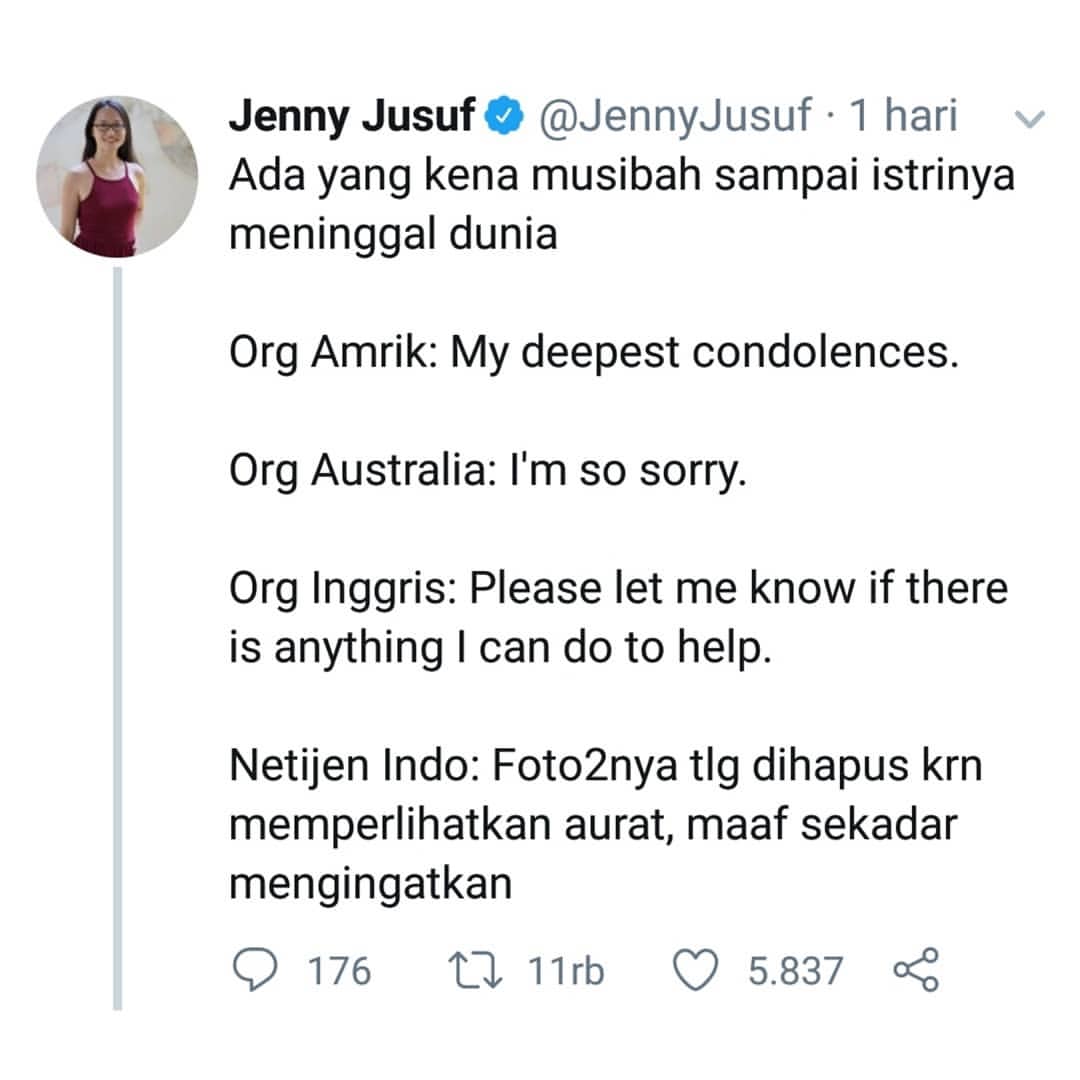 Jenny Jusuf @JennyJusuf · 1 hari
Ada yang kena musibah sampai istrinya
meninggal dunia
Org Amrik: My deepest condolences.
Org Australia: I'm so sorry.
Org Inggris: Please let me know if there
is anything I can do to help.
Netijen Indo: Foto2nya tlg dihapus krn
memperlihatkan aurat, maaf sekadar
mengingatkan
176 11rb 5.837